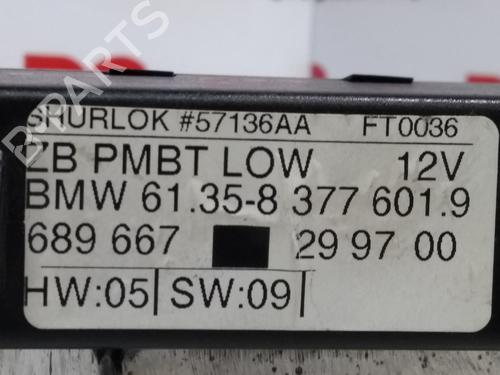 SHURLOK #57136AA FT0036
ZB PMBT LOW 12V
BMW 61.35-8 377 601.9
689 667 29 97 00
HW:05 SW:09
B-PARTS